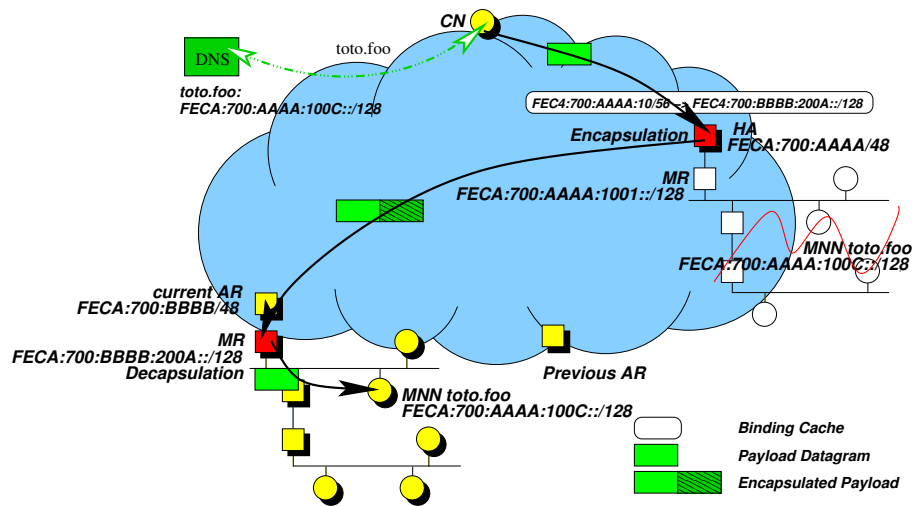 CN
toto.foo
DNS
toto.foo:
FECA:700:AAAA:100C::/128
FEC4:700:AAAA:10/56 -> FEC4:700:BBBB:200A::/128
Encapsulation
HA
FECA:700:AAAA/48
MR
FECA:700:AAAA:1001::/128
MNN toto.foo
FECA:700:AAAA:100C::/128
current AR
FECA:700:BBBB/48
MR
FECA:700:BBBB:200A::/128
Decapsulation
Previous AR
MNN toto.foo
FECA:700:AAAA:100C::/128
Binding Cache
Payload Datagram
Encapsulated Payload